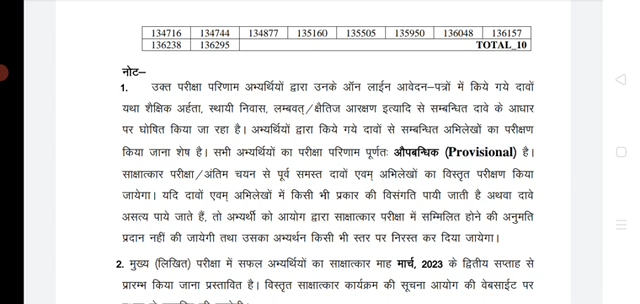 134716 134744 134877 135160 135505 135950 136048 136157
136238 136295 TOTAL_10
नोट–
1. उक्त परीक्षा परिणाम अभ्यर्थियों द्वारा उनके ऑन लाईन आवेदन–पत्रों में किये गये दावों
यथा शैक्षिक अर्हता, स्थायी निवास, लम्बवत्/क्षैतिज आरक्षण इत्यादि से सम्बन्धित दावे के आधार
पर घोषित किया जा रहा है। अभ्यर्थियों द्वारा किये गये दावों से सम्बन्धित अभिलेखों का परीक्षण
किया जाना शेष है। सभी अभ्यर्थियों का परीक्षा परिणाम पूर्णतः औपबन्धिक (Provisional) है।
साक्षात्कार परीक्षा/अंतिम चयन से पूर्व समस्त दावों एवम् अभिलेखों का विस्तृत परीक्षण किया
जायेगा। यदि दावों एवम् अभिलेखों में किसी भी प्रकार की विसंगति पायी जाती है अथवा दावे
असत्य पाये जाते हैं, तो अभ्यर्थी को आयोग द्वारा साक्षात्कार परीक्षा में सम्मिलित होने की अनुमति
प्रदान नहीं की जायेगी तथा उसका अभ्यर्थन किसी भी स्तर पर निरस्त कर दिया जायेगा।
2. मुख्य (लिखित) परीक्षा में सफल अभ्यर्थियों का साक्षात्कार माह मार्च, 2023 के द्वितीय सप्ताह से
प्रारम्भ किया जाना प्रस्तावित है। विस्तृत साक्षात्कार कार्यक्रम की सूचना आयोग की वेबसाईट पर